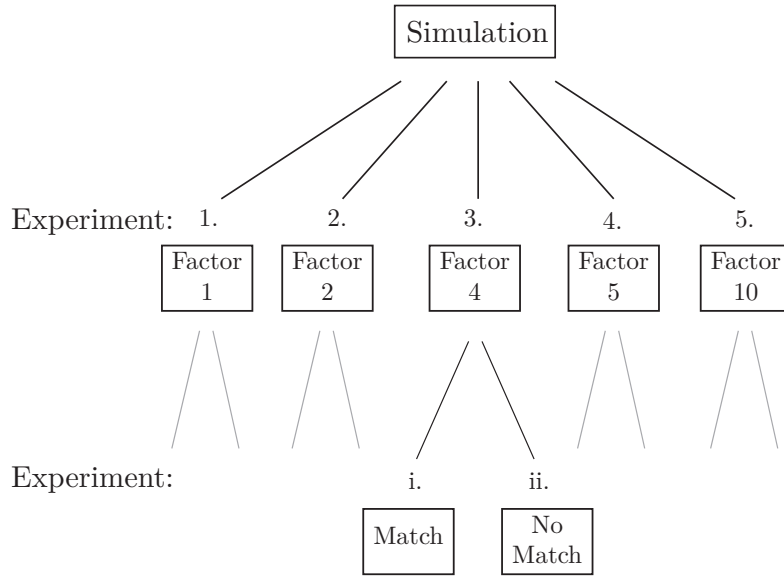 Simulation
Experiment: 1. 2. 3. 4. 5.
Factor Factor Factor Factor Factor
1 2 4 5 10
Experiment: i. ii.
Match
No
Match